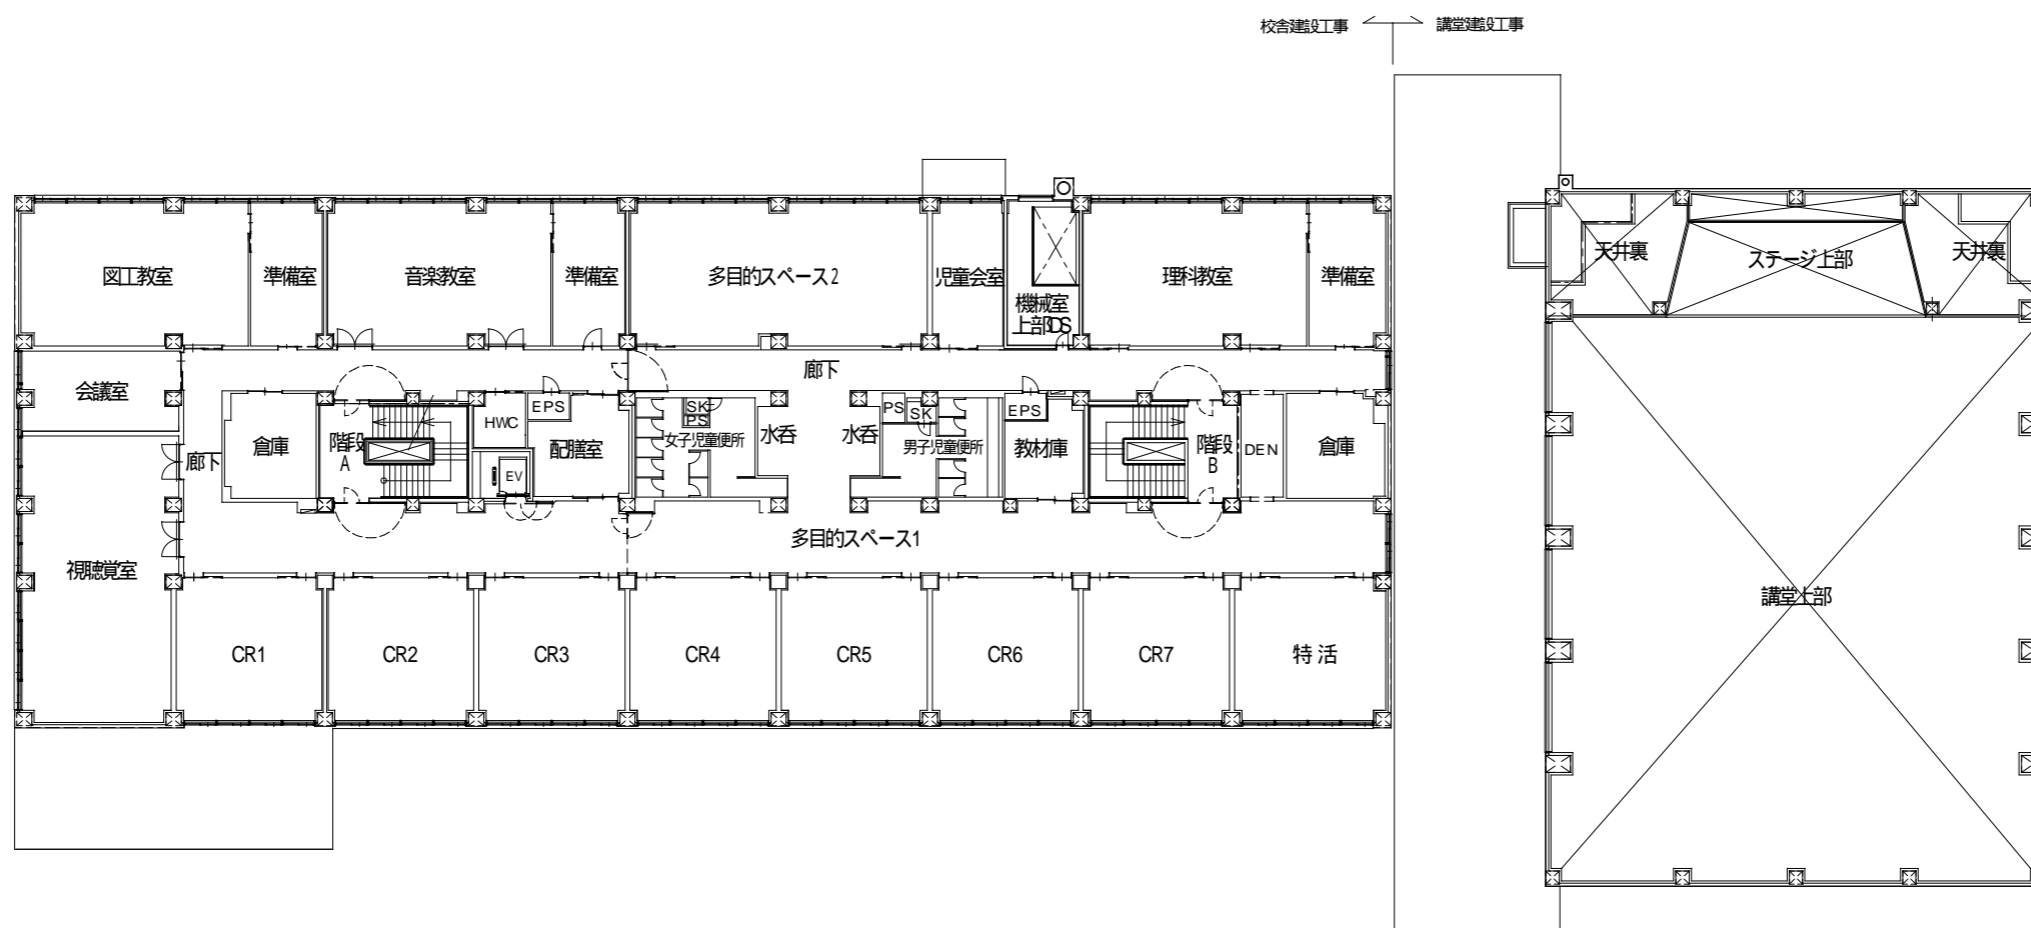 校舎建設工事
講堂建設工事
図工教室
準備室
音楽教室
準備室
多目的スペース2
児童会室
機械室
上部DS
理科教室
準備室
天井裏
ステージ上部
天井裏
会議室
廊下
倉庫
階段
A
HWC
EPS
EV
配膳室
SK
PS
女子児童便所
水呑
水呑
PS
SK
男子児童便所
EPS
教材庫
階段
B
DEN
倉庫
廊下
視聴覚室
多目的スペース1
講堂上部
CR1
CR2
CR3
CR4
CR5
CR6
CR7
特 活